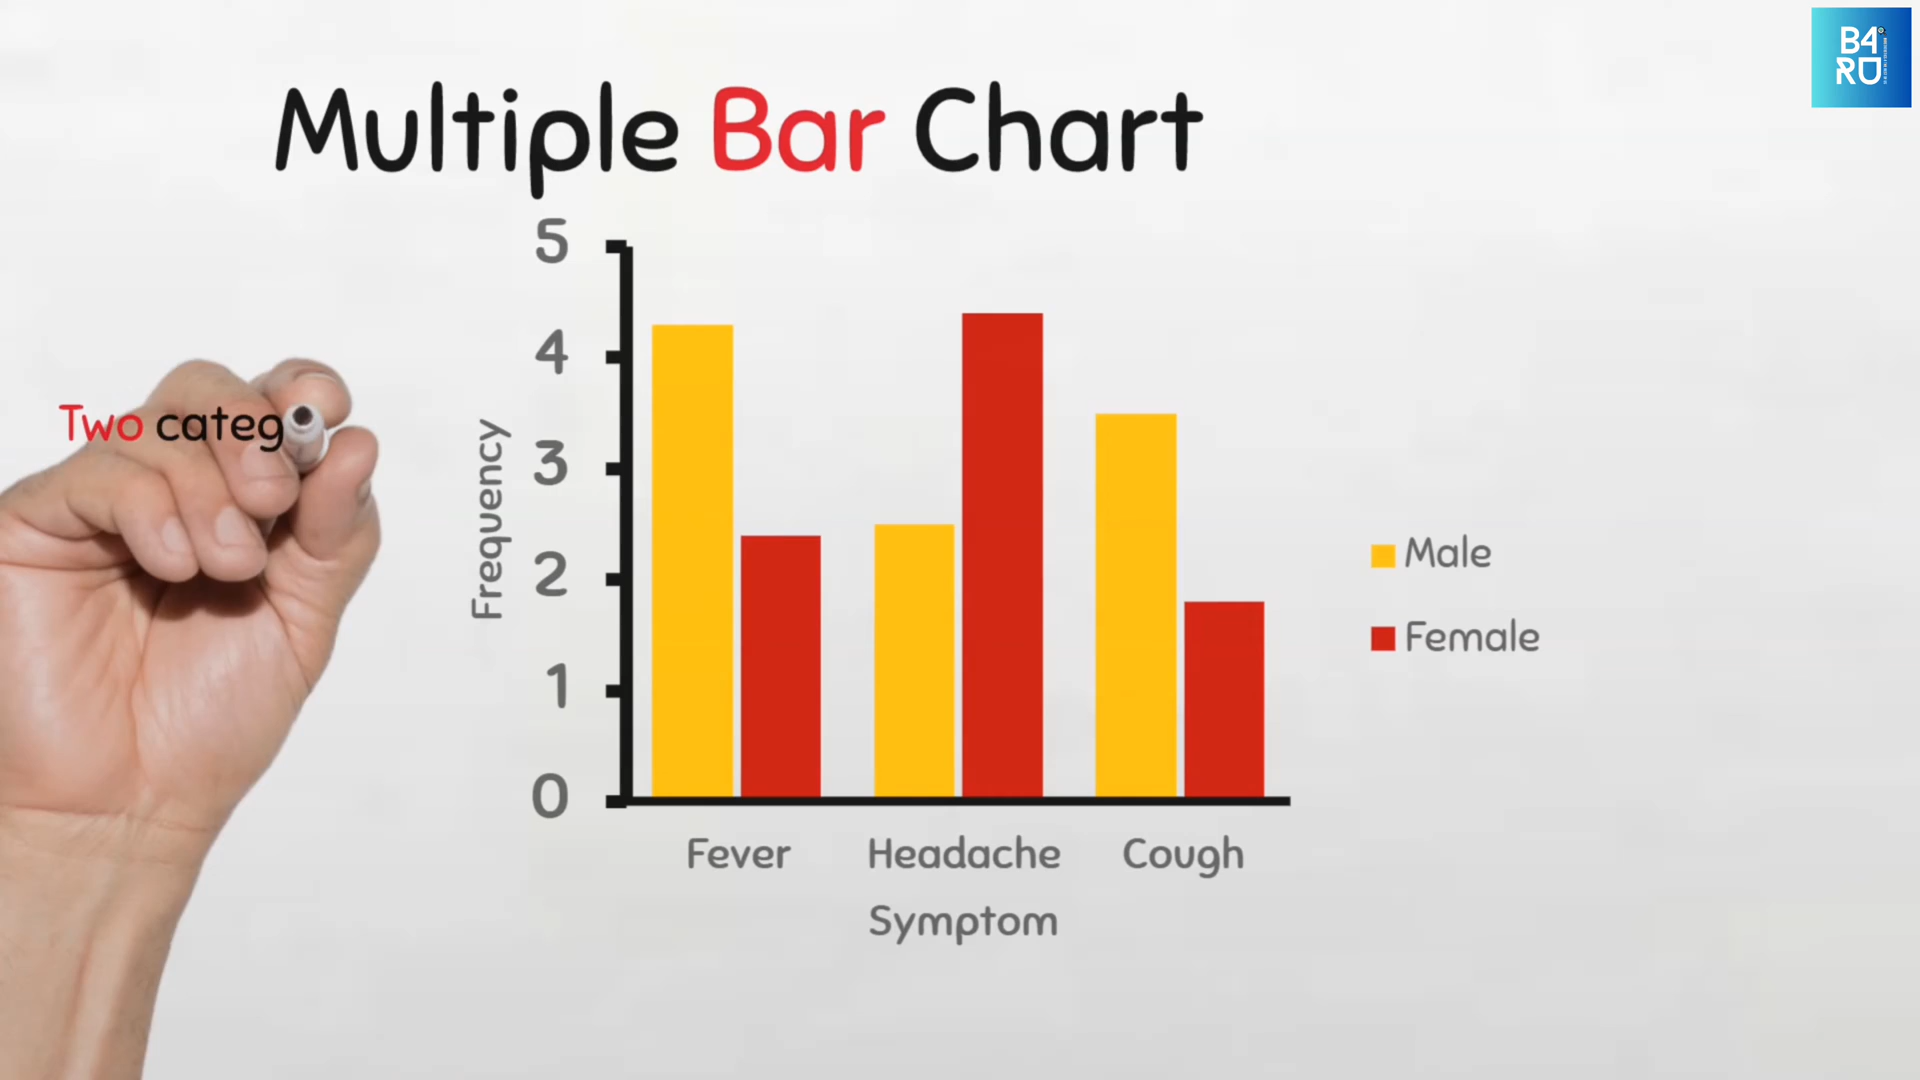 B4
RU
Multiple Bar Chart
5
4
3
2
1
0
Frequency
Two categ
Male
Female
Fever Headache Cough
Symptom